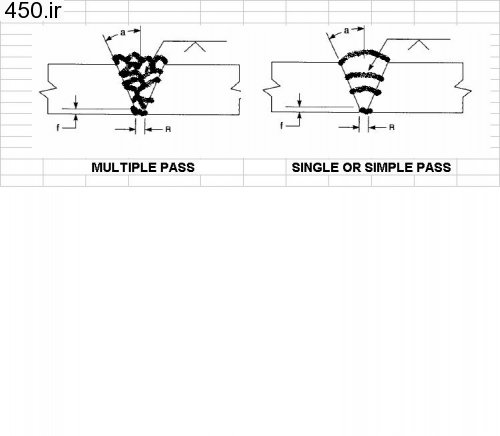 450.ir
a
a
f
R
f
R
MULTIPLE PASS
SINGLE OR SIMPLE PASS